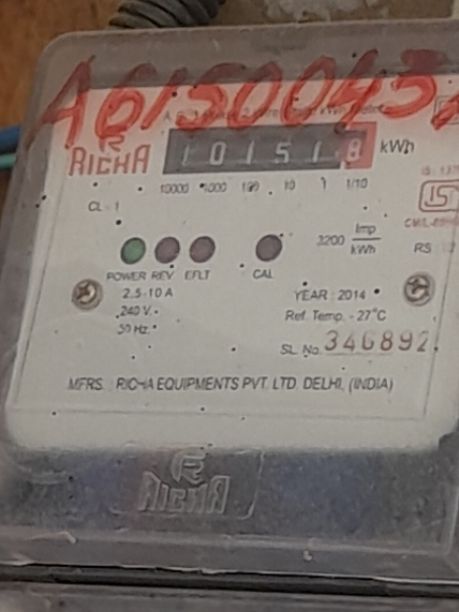 A6150043
RICHA
101518 kWh
10000 1000 100 10 1 1/10
CL - 1
3200 Imp/kWh
POWER REV EFLT CAL
2.5-10 A
YEAR : 2014
240 V.
Ref. Temp. - 27°C
50 Hz.
SL. No. 346892
MFRS. : RICHA EQUIPMENTS PVT. LTD. DELHI, (INDIA)
RICHA